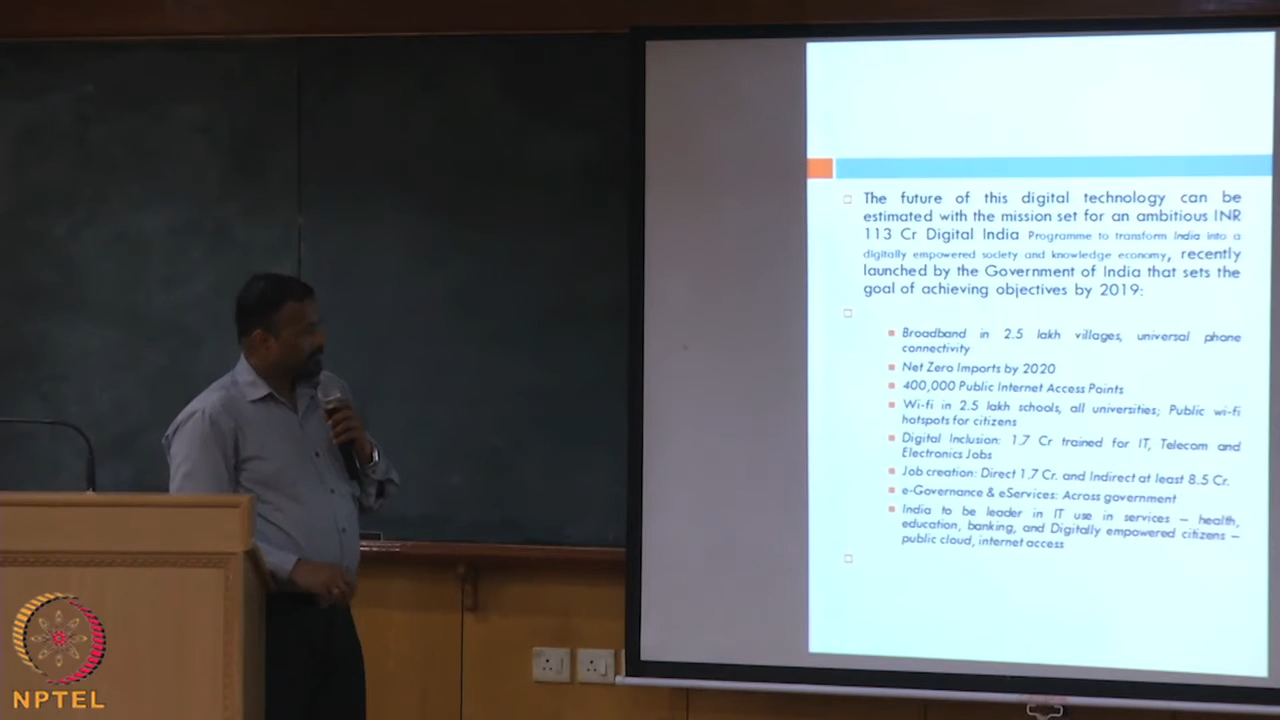 The future of this digital technology can be
estimated with the mission set for an ambitious INR
113 Cr Digital India Programme to transform India into a
digitally empowered society and knowledge economy, recently
launched by the Government of India that sets the
goal of achieving objectives by 2019:
Broadband in 2.5 lakh villages, universal phone
connectivity
Net Zero Imports by 2020
400,000 Public Internet Access Points
Wi-fi in 2.5 lakh schools, all universities; Public wi-fi
hotspots for citizens
Digital Inclusion: 1.7 Cr trained for IT, Telecom and
Electronics Jobs
Job creation: Direct 1.7 Cr. and Indirect at least 8.5 Cr.
e-Governance & eServices: Across government
India to be leader in IT use in services – health,
education, banking, and Digitally empowered citizens –
public cloud, internet access
NPTEL